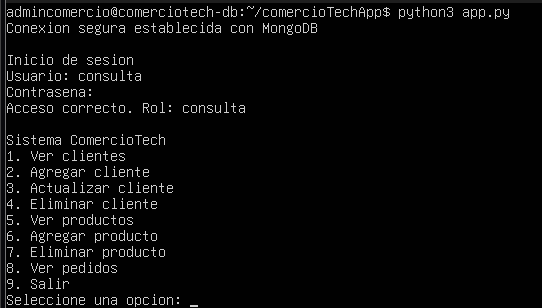 admincomercio@comerciotech-db:~/comercioTechApp$ python3 app.py
Conexion segura establecida con MongoDB
Inicio de sesion
Usuario: consulta
Contrasena:
Acceso correcto. Rol: consulta
Sistema ComercioTech
1. Ver clientes
2. Agregar cliente
3. Actualizar cliente
4. Eliminar cliente
5. Ver productos
6. Agregar producto
7. Eliminar producto
8. Ver pedidos
9. Salir
Seleccione una opcion: _